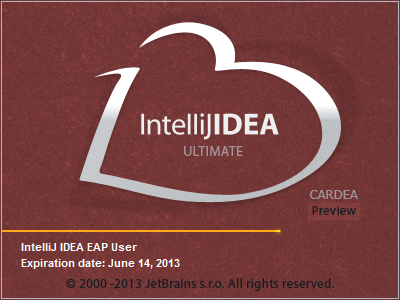 IntelliJIDEA
ULTIMATE
CARDEA
Preview
IntelliJ IDEA EAP User
Expiration date: June 14, 2013
© 2000 -2013 JetBrains s.r.o. All rights reserved.